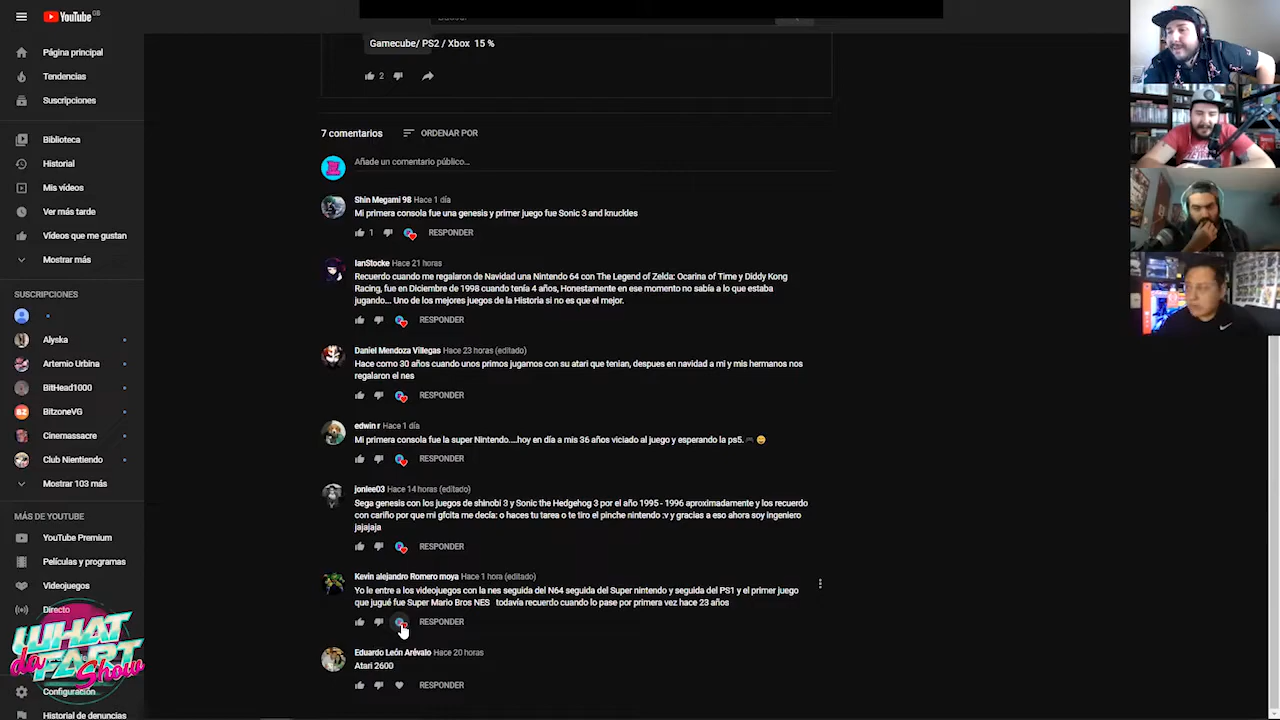 YouTube GB
Página principal
Tendencias
Suscripciones
Biblioteca
Historial
Mis vídeos
Ver más tarde
Vídeos que me gustan
Mostrar más
SUSCRIPCIONES
Alyska
Artemio Urbina
BitHead1000
BitzoneVG
Cinemassacre
Club Nientiendo
Mostrar 103 más
MÁS DE YOUTUBE
YouTube Premium
Películas y programas
Videojuegos
Directo
WHAT
da FART
Show
Configuración
Historial de denuncias
Gamecube/ PS2 / Xbox 15 %
2
7 comentarios
ORDENAR POR
Añade un comentario público...
Shin Megami 98 Hace 1 día
Mi primera consola fue una genesis y primer juego fue Sonic 3 and knuckles
1 RESPONDER
IanStocke Hace 21 horas
Recuerdo cuando me regalaron de Navidad una Nintendo 64 con The Legend of Zelda: Ocarina of Time y Diddy Kong
Racing, fue en Diciembre de 1998 cuando tenía 4 años, Honestamente en ese momento no sabía a lo que estaba
jugando... Uno de los mejores juegos de la Historia si no es que el mejor.
RESPONDER
Daniel Mendoza Villegas Hace 23 horas (editado)
Hace como 30 años cuando unos primos jugamos con su atari que tenian, despues en navidad a mi y mis hermanos nos
regalaron el nes
RESPONDER
edwin r Hace 1 día
Mi primera consola fue la super Nintendo....hoy en día a mis 36 años viciado al juego y esperando la ps5. 🎮 😄
RESPONDER
jonlee03 Hace 14 horas (editado)
Sega genesis con los juegos de shinobi 3 y Sonic the Hedgehog 3 por el año 1995 - 1996 aproximadamente y los recuerdo
con cariño por que mi gfcita me decía: o haces tu tarea o te tiro el pinche nintendo :v y gracias a eso ahora soy ingeniero
jajajaja
RESPONDER
Kevin alejandro Romero moya Hace 1 hora (editado)
Yo le entre a los videojuegos con la nes seguida del N64 seguida del Super nintendo y seguida del PS1 y el primer juego
que jugué fue Super Mario Bros NES todavía recuerdo cuando lo pase por primera vez hace 23 años
RESPONDER
Eduardo León Arévalo Hace 20 horas
Atari 2600
RESPONDER